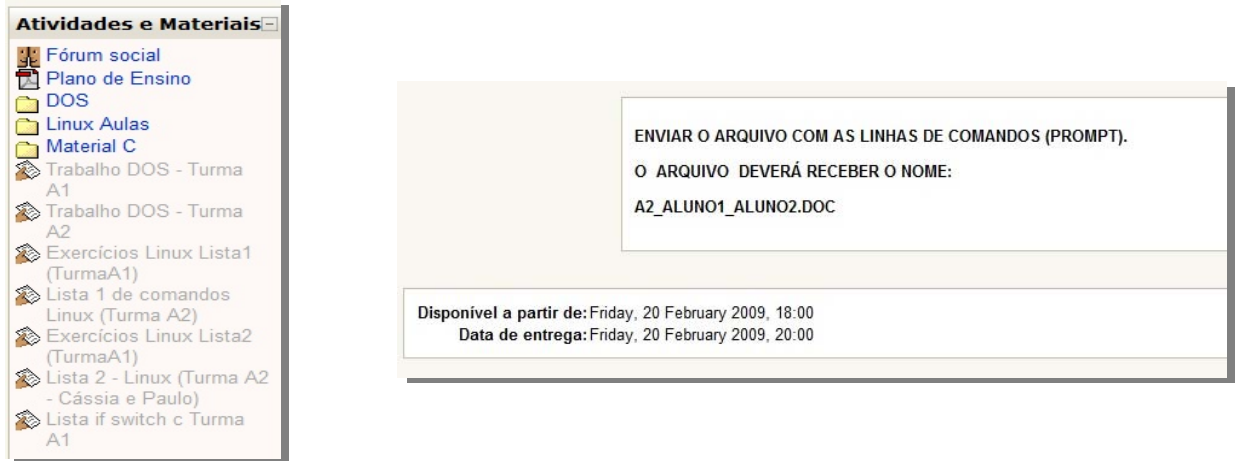 Atividades e Materiais
Fórum social
Plano de Ensino
DOS
Linux Aulas
Material C
Trabalho DOS - Turma
A1
Trabalho DOS - Turma
A2
Exercícios Linux Lista1
(TurmaA1)
Lista 1 de comandos
Linux (Turma A2)
Exercícios Linux Lista2
(TurmaA1)
Lista 2 - Linux (Turma A2
- Cássia e Paulo)
Lista if switch c Turma
A1
ENVIAR O ARQUIVO COM AS LINHAS DE COMANDOS (PROMPT).
O ARQUIVO DEVERÁ RECEBER O NOME:
A2_ALUNO1_ALUNO2.DOC
Disponível a partir de: Friday, 20 February 2009, 18:00
Data de entrega: Friday, 20 February 2009, 20:00